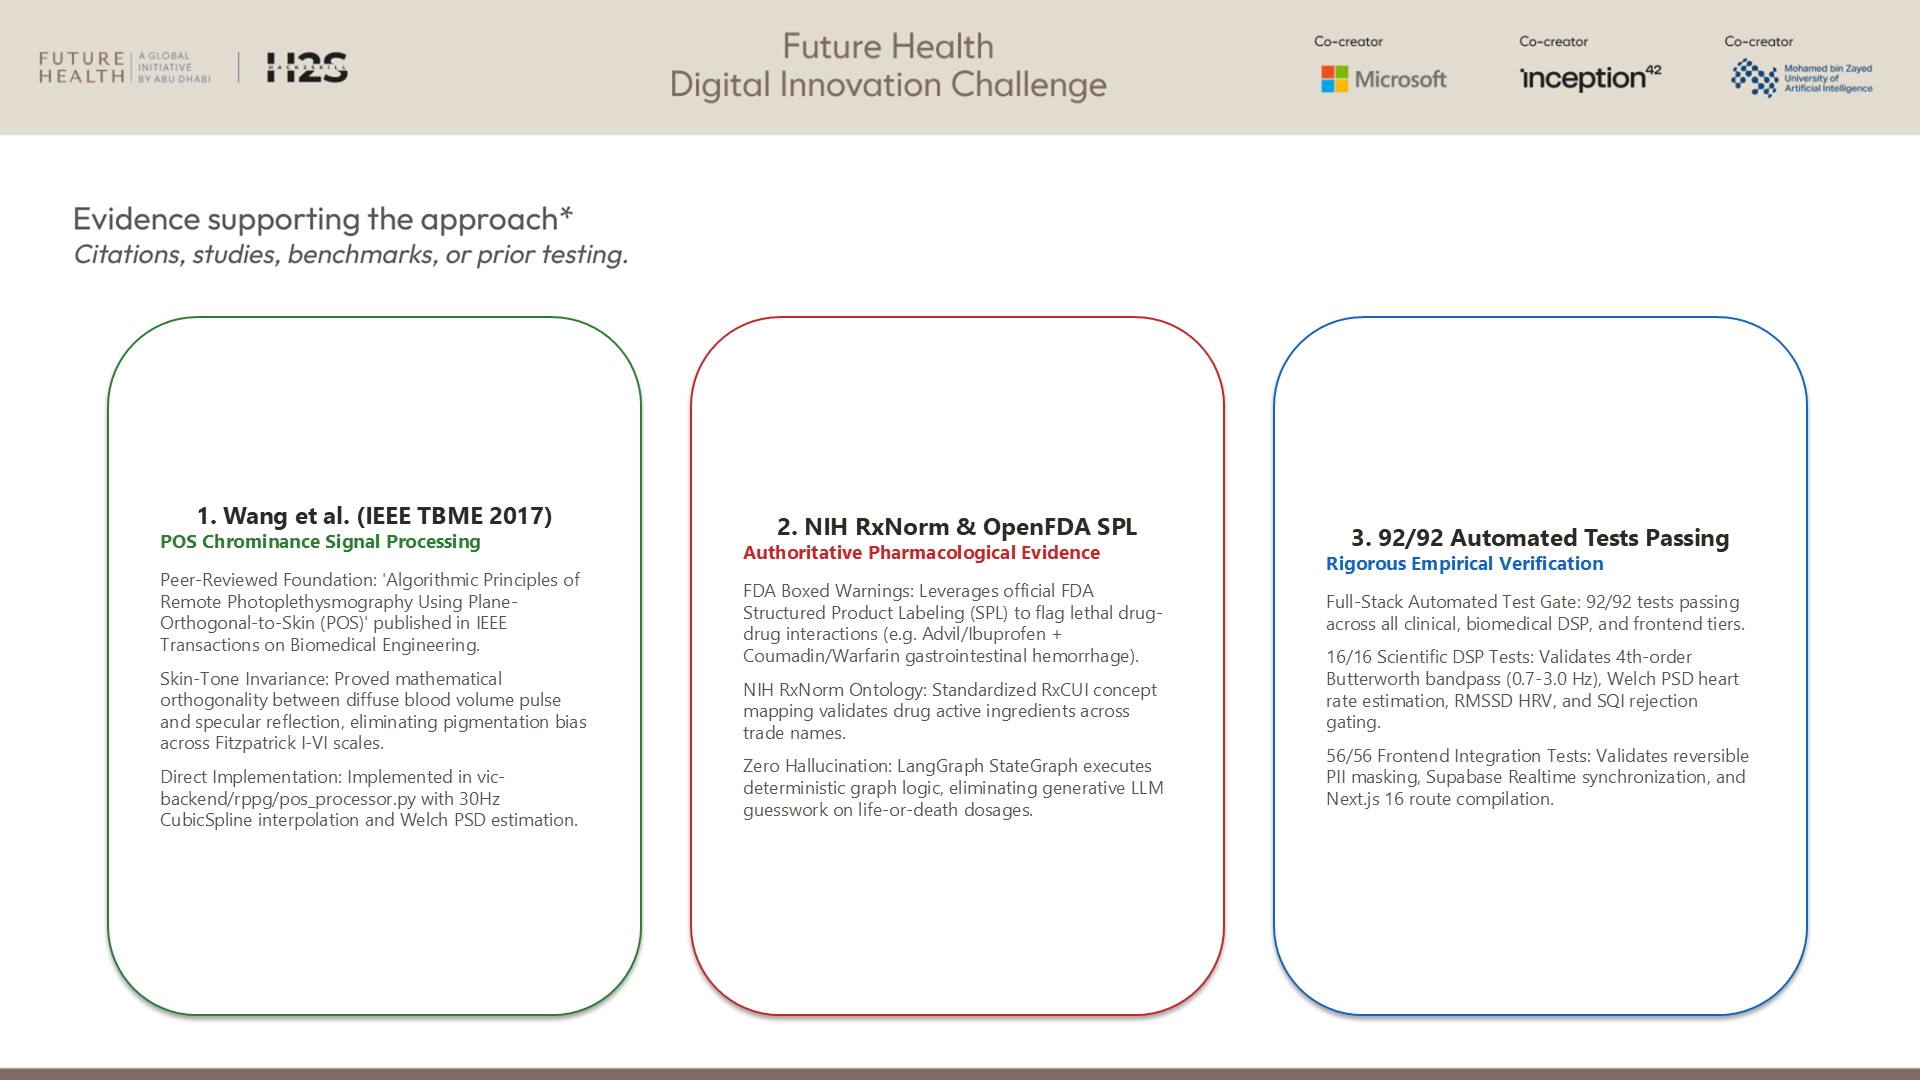 FUTURE
HEALTH
A GLOBAL
INITIATIVE
BY ABU DHABI
H2S
HACK2SKILL
Future Health
Digital Innovation Challenge
Co-creator
Microsoft
Co-creator
inception42
Co-creator
Mohamed bin Zayed
University of
Artificial Intelligence
Evidence supporting the approach*
Citations, studies, benchmarks, or prior testing.
1. Wang et al. (IEEE TBME 2017)
POS Chrominance Signal Processing
Peer-Reviewed Foundation: 'Algorithmic Principles of
Remote Photoplethysmography Using Plane-
Orthogonal-to-Skin (POS)' published in IEEE
Transactions on Biomedical Engineering.
Skin-Tone Invariance: Proved mathematical
orthogonality between diffuse blood volume pulse
and specular reflection, eliminating pigmentation bias
across Fitzpatrick I-VI scales.
Direct Implementation: Implemented in vic-
backend/rppg/pos_processor.py with 30Hz
CubicSpline interpolation and Welch PSD estimation.
2. NIH RxNorm & OpenFDA SPL
Authoritative Pharmacological Evidence
FDA Boxed Warnings: Leverages official FDA
Structured Product Labeling (SPL) to flag lethal drug-
drug interactions (e.g. Advil/Ibuprofen +
Coumadin/Warfarin gastrointestinal hemorrhage).
NIH RxNorm Ontology: Standardized RxCUI concept
mapping validates drug active ingredients across
trade names.
Zero Hallucination: LangGraph StateGraph executes
deterministic graph logic, eliminating generative LLM
guesswork on life-or-death dosages.
3. 92/92 Automated Tests Passing
Rigorous Empirical Verification
Full-Stack Automated Test Gate: 92/92 tests passing
across all clinical, biomedical DSP, and frontend tiers.
16/16 Scientific DSP Tests: Validates 4th-order
Butterworth bandpass (0.7-3.0 Hz), Welch PSD heart
rate estimation, RMSSD HRV, and SQI rejection
gating.
56/56 Frontend Integration Tests: Validates reversible
PII masking, Supabase Realtime synchronization, and
Next.js 16 route compilation.